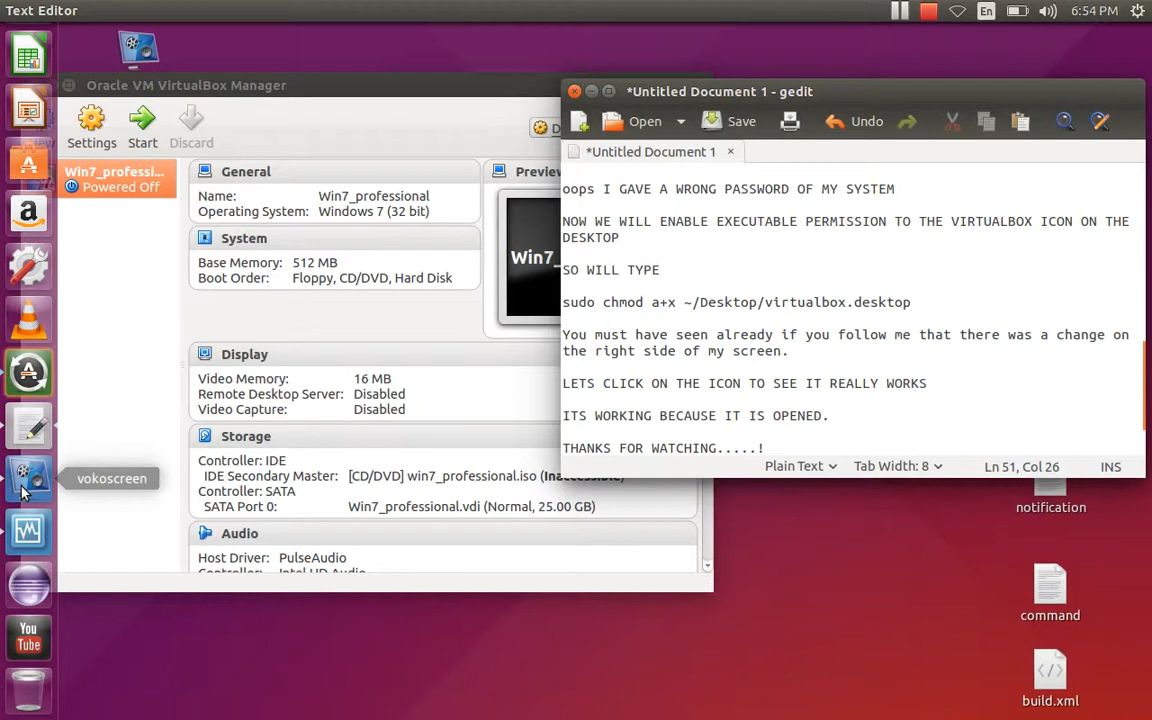 Text Editor
En
6:54 PM
Oracle VM VirtualBox Manager
Settings
Start
Discard
Win7_professi...
Powered Off
General
Name: Win7_professional
Operating System: Windows 7 (32 bit)
System
Base Memory: 512 MB
Boot Order: Floppy, CD/DVD, Hard Disk
Preview
Win7_
Display
Video Memory: 16 MB
Remote Desktop Server: Disabled
Video Capture: Disabled
Storage
Controller: IDE
IDE Secondary Master: [CD/DVD] win7_professional.iso (Inaccessible)
Controller: SATA
SATA Port 0: Win7_professional.vdi (Normal, 25.00 GB)
Audio
Host Driver: PulseAudio
Controller: Intel HD Audio
*Untitled Document 1 - gedit
Open
Save
Undo
*Untitled Document 1 ×
oops I GAVE A WRONG PASSWORD OF MY SYSTEM
NOW WE WILL ENABLE EXECUTABLE PERMISSION TO THE VIRTUALBOX ICON ON THE
DESKTOP
SO WILL TYPE
sudo chmod a+x ~/Desktop/virtualbox.desktop
You must have seen already if you follow me that there was a change on
the right side of my screen.
LETS CLICK ON THE ICON TO SEE IT REALLY WORKS
ITS WORKING BECAUSE IT IS OPENED.
THANKS FOR WATCHING.....!
Plain Text
Tab Width: 8
Ln 51, Col 26
INS
vokoscreen
You
Tube
notification
command
build.xml